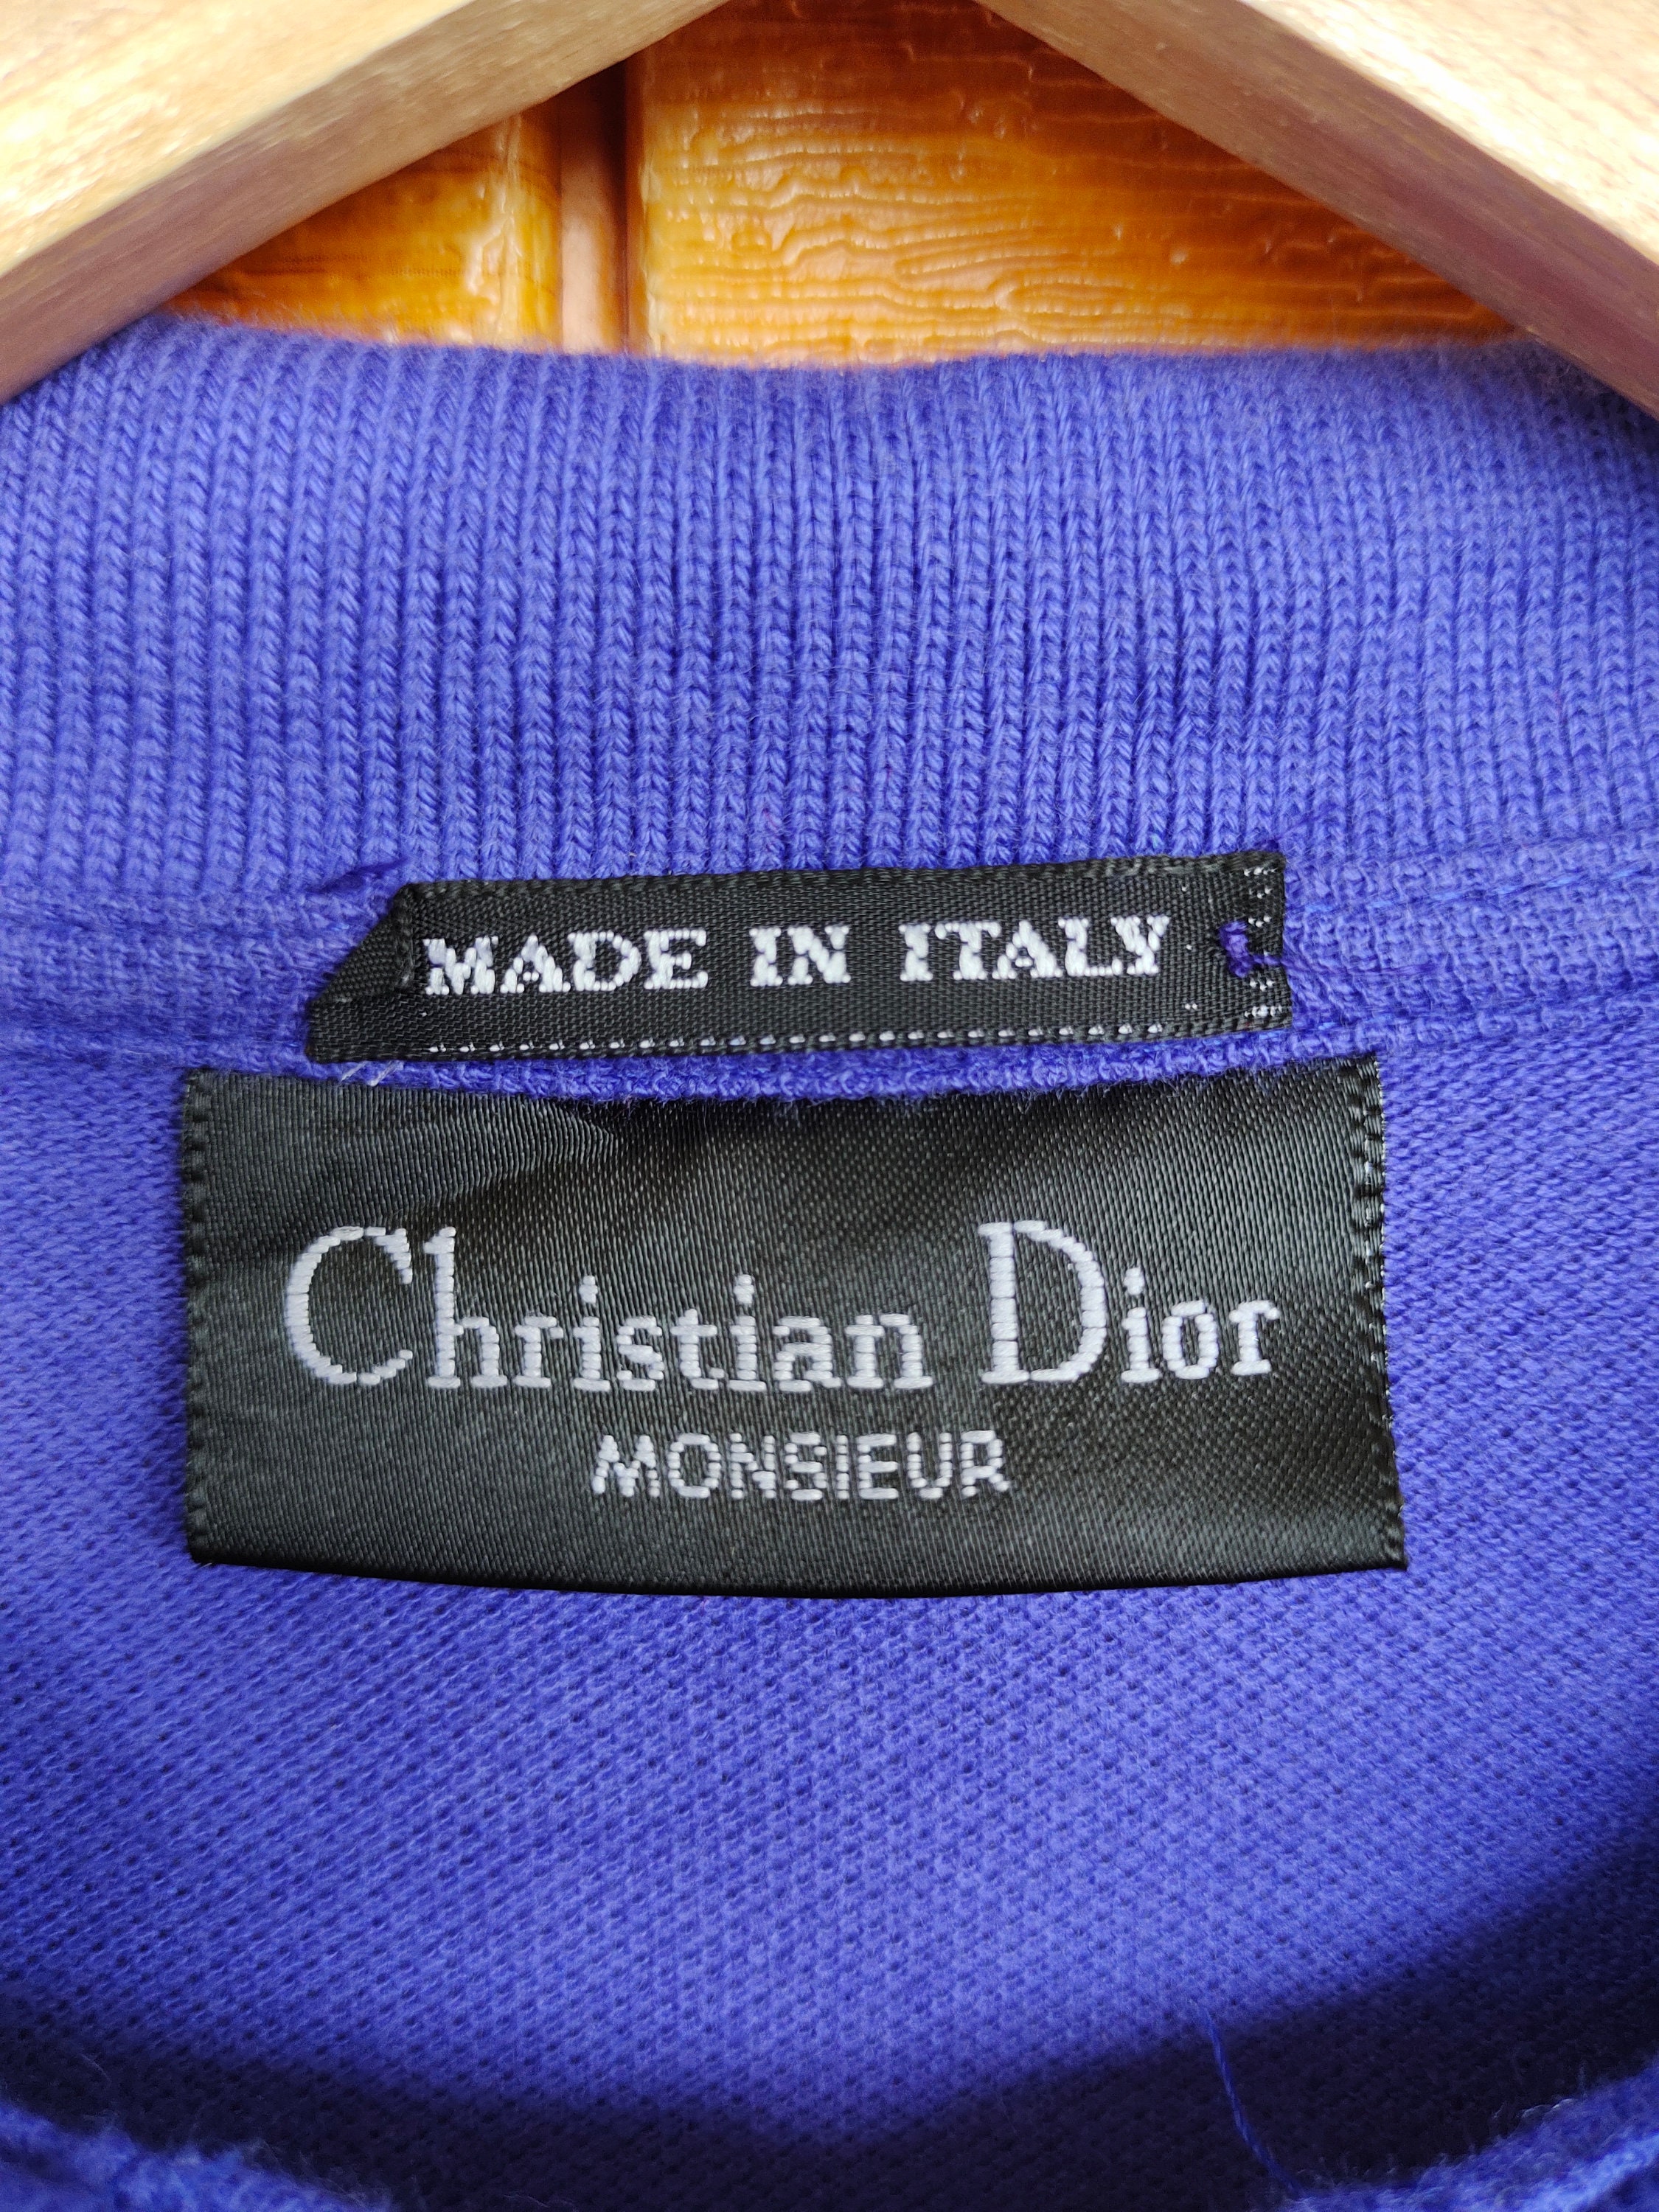 MADE IN ITALY
Christian Dior
MONSIEUR